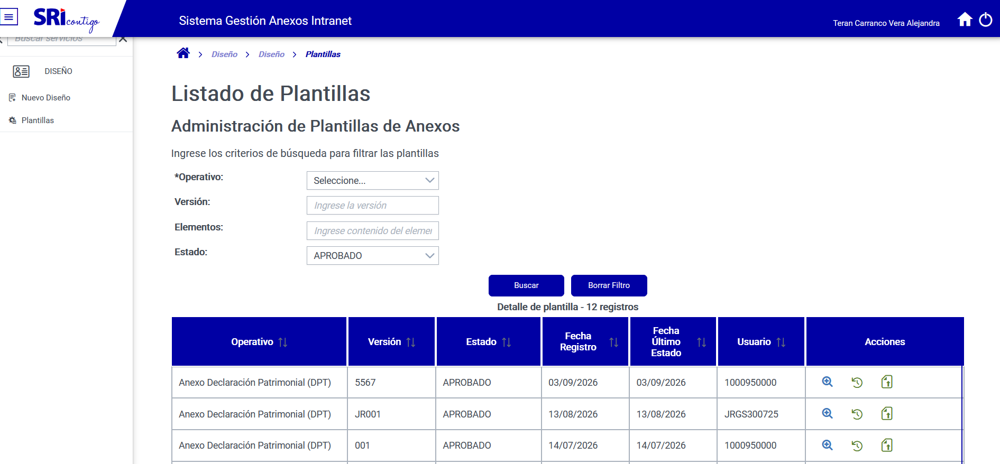 SRi contigo
Sistema Gestión Anexos Intranet
Teran Carranco Vera Alejandra
Buscar servicios
DISEÑO
Nuevo Diseño
Plantillas
Diseño
Diseño
Plantillas
Listado de Plantillas
Administración de Plantillas de Anexos
Ingrese los criterios de búsqueda para filtrar las plantillas
*Operativo:
Seleccione...
Versión:
Ingrese la versión
Elementos:
Ingrese contenido del elemer
Estado:
APROBADO
Buscar
Borrar Filtro
Detalle de plantilla - 12 registros
Operativo
Versión
Estado
Fecha
Registro
Fecha
Último
Estado
Usuario
Acciones
Anexo Declaración Patrimonial (DPT) 5567 APROBADO 03/09/2026 03/09/2026 1000950000
Anexo Declaración Patrimonial (DPT) JR001 APROBADO 13/08/2026 13/08/2026 JRGS300725
Anexo Declaración Patrimonial (DPT) 001 APROBADO 14/07/2026 14/07/2026 1000950000